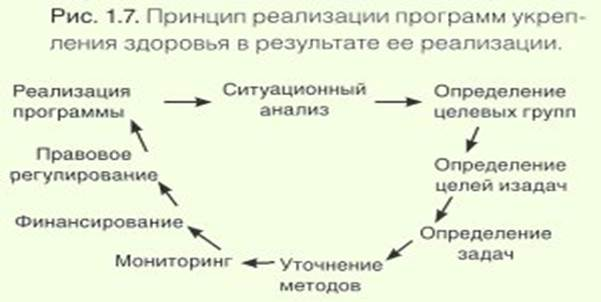 Рис. 1.7. Принцип реализации программ укреп-
ления здоровья в результате ее реализации.
Реализация
программы
Ситуационный
анализ
Определение
целевых групп
Определение
целей изадач
Определение
задач
Уточнение
методов
Мониторинг
Финансирование
Правовое
регулирование